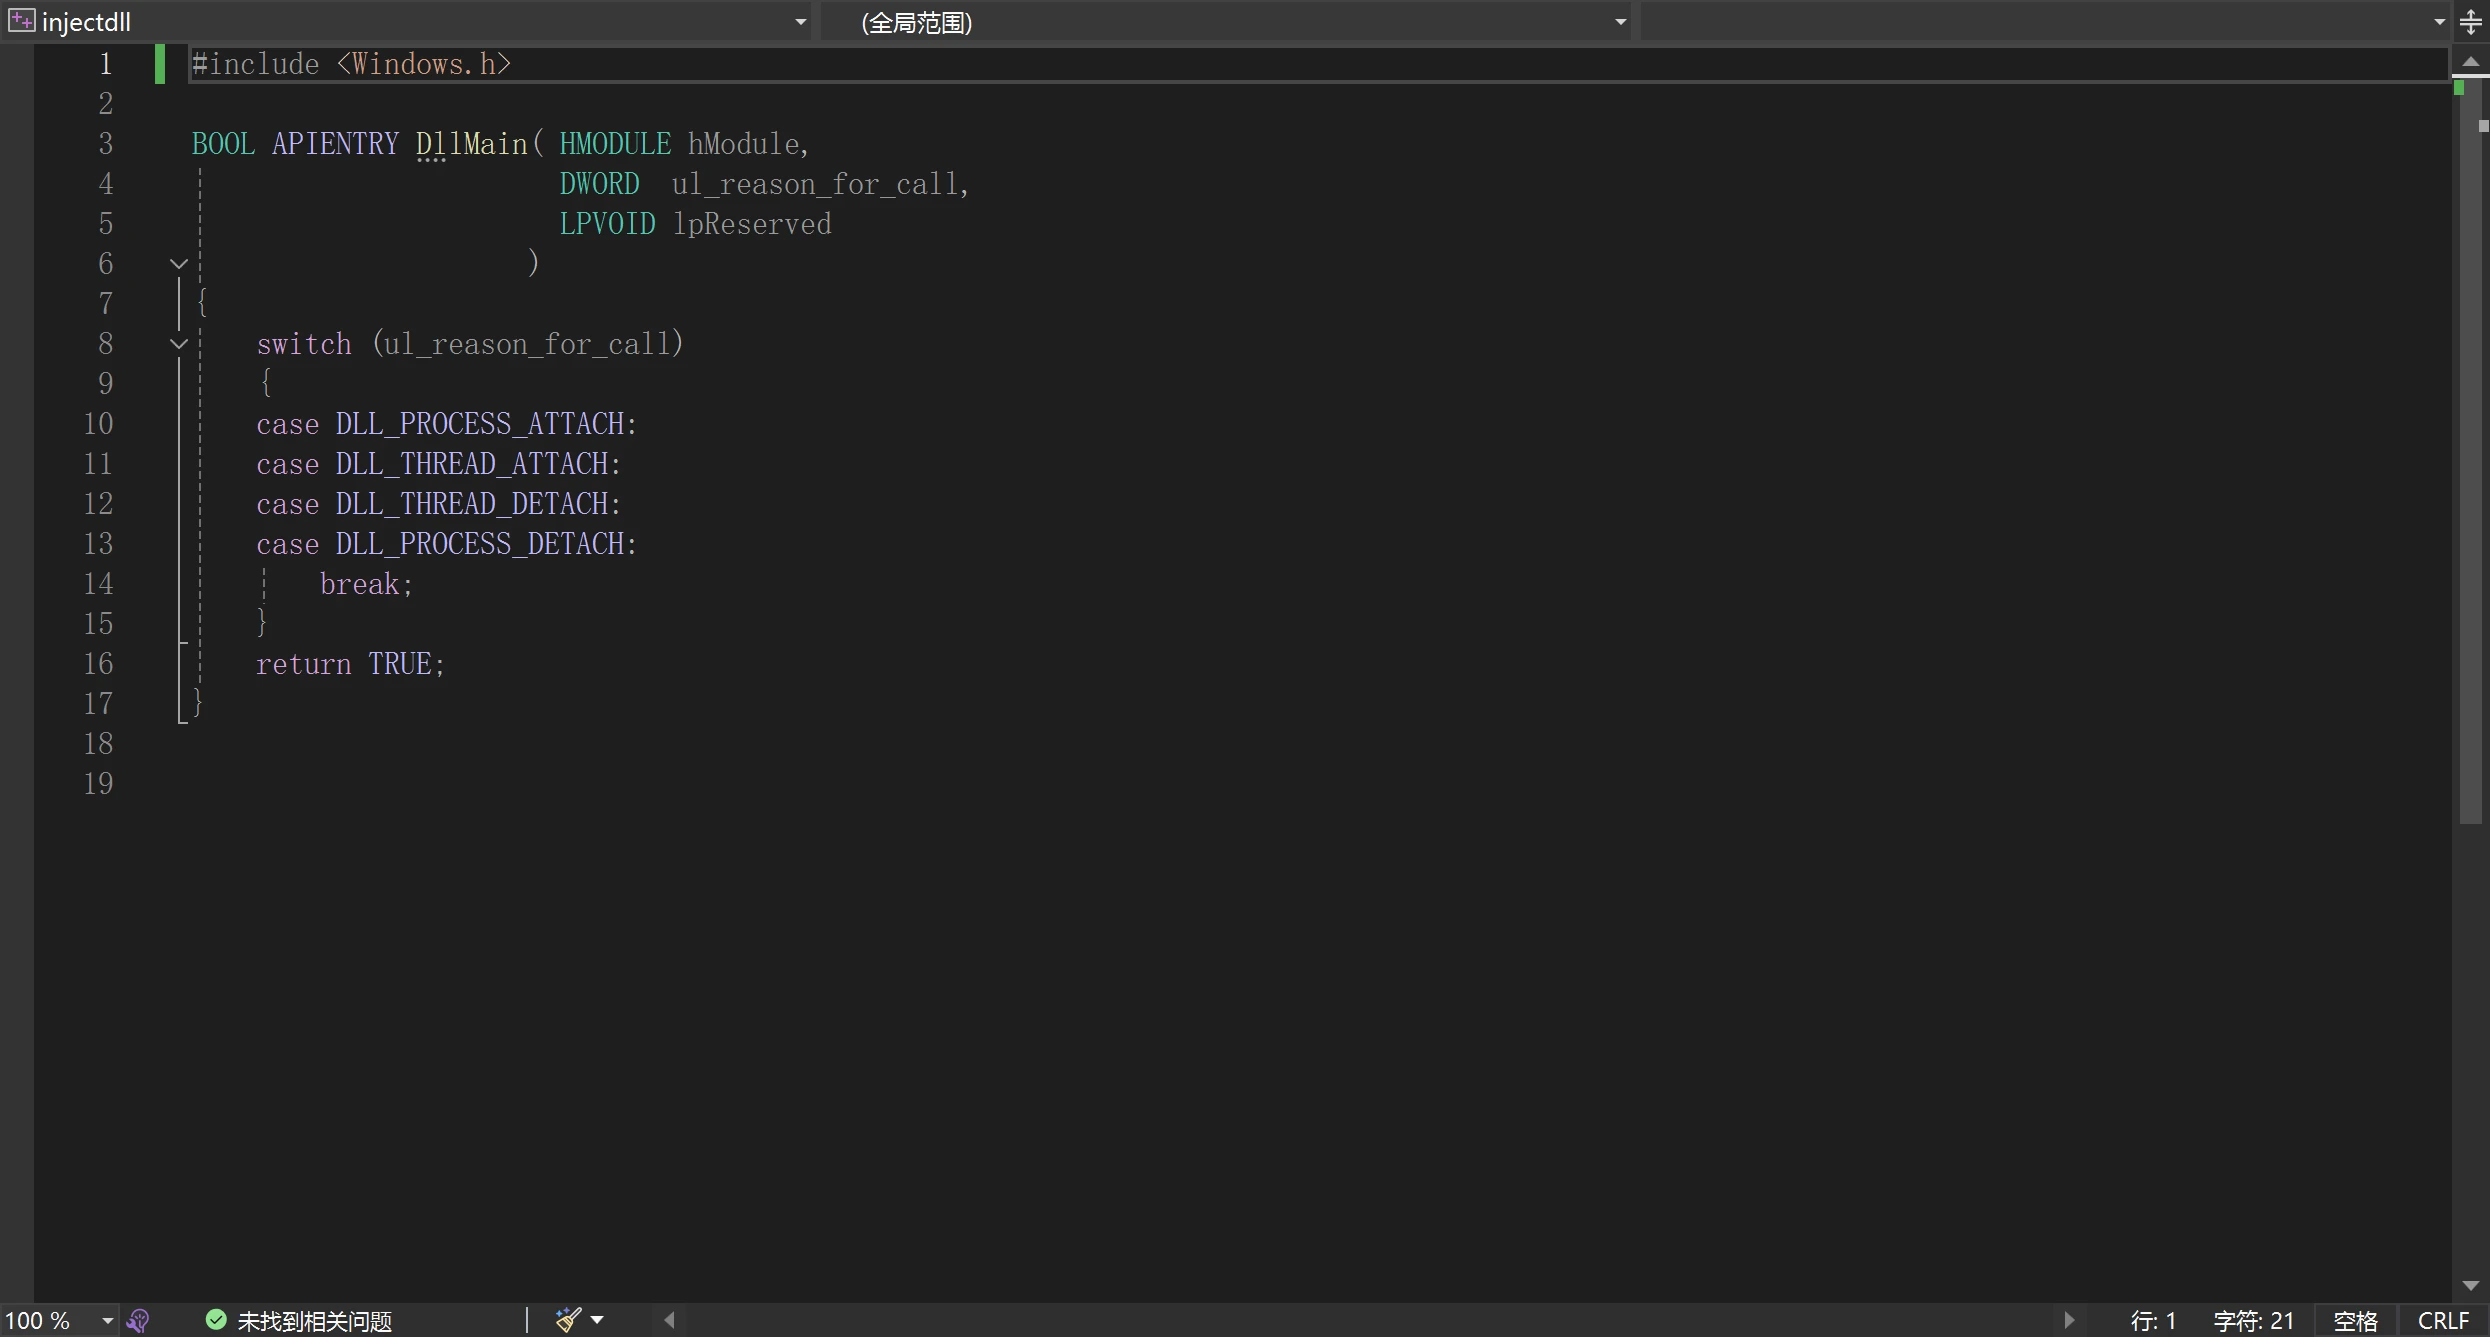 injectdll
(全局范围)
1 #include <Windows.h>
2
3 BOOL APIENTRY DllMain( HMODULE hModule,
4 DWORD  ul_reason_for_call,
5 LPVOID lpReserved
6 )
7 {
8 switch (ul_reason_for_call)
9 {
10 case DLL_PROCESS_ATTACH:
11 case DLL_THREAD_ATTACH:
12 case DLL_THREAD_DETACH:
13 case DLL_PROCESS_DETACH:
14 break;
15 }
16 return TRUE;
17 }
18
19
100 % 未找到相关问题 行: 1 字符: 21 空格 CRLF